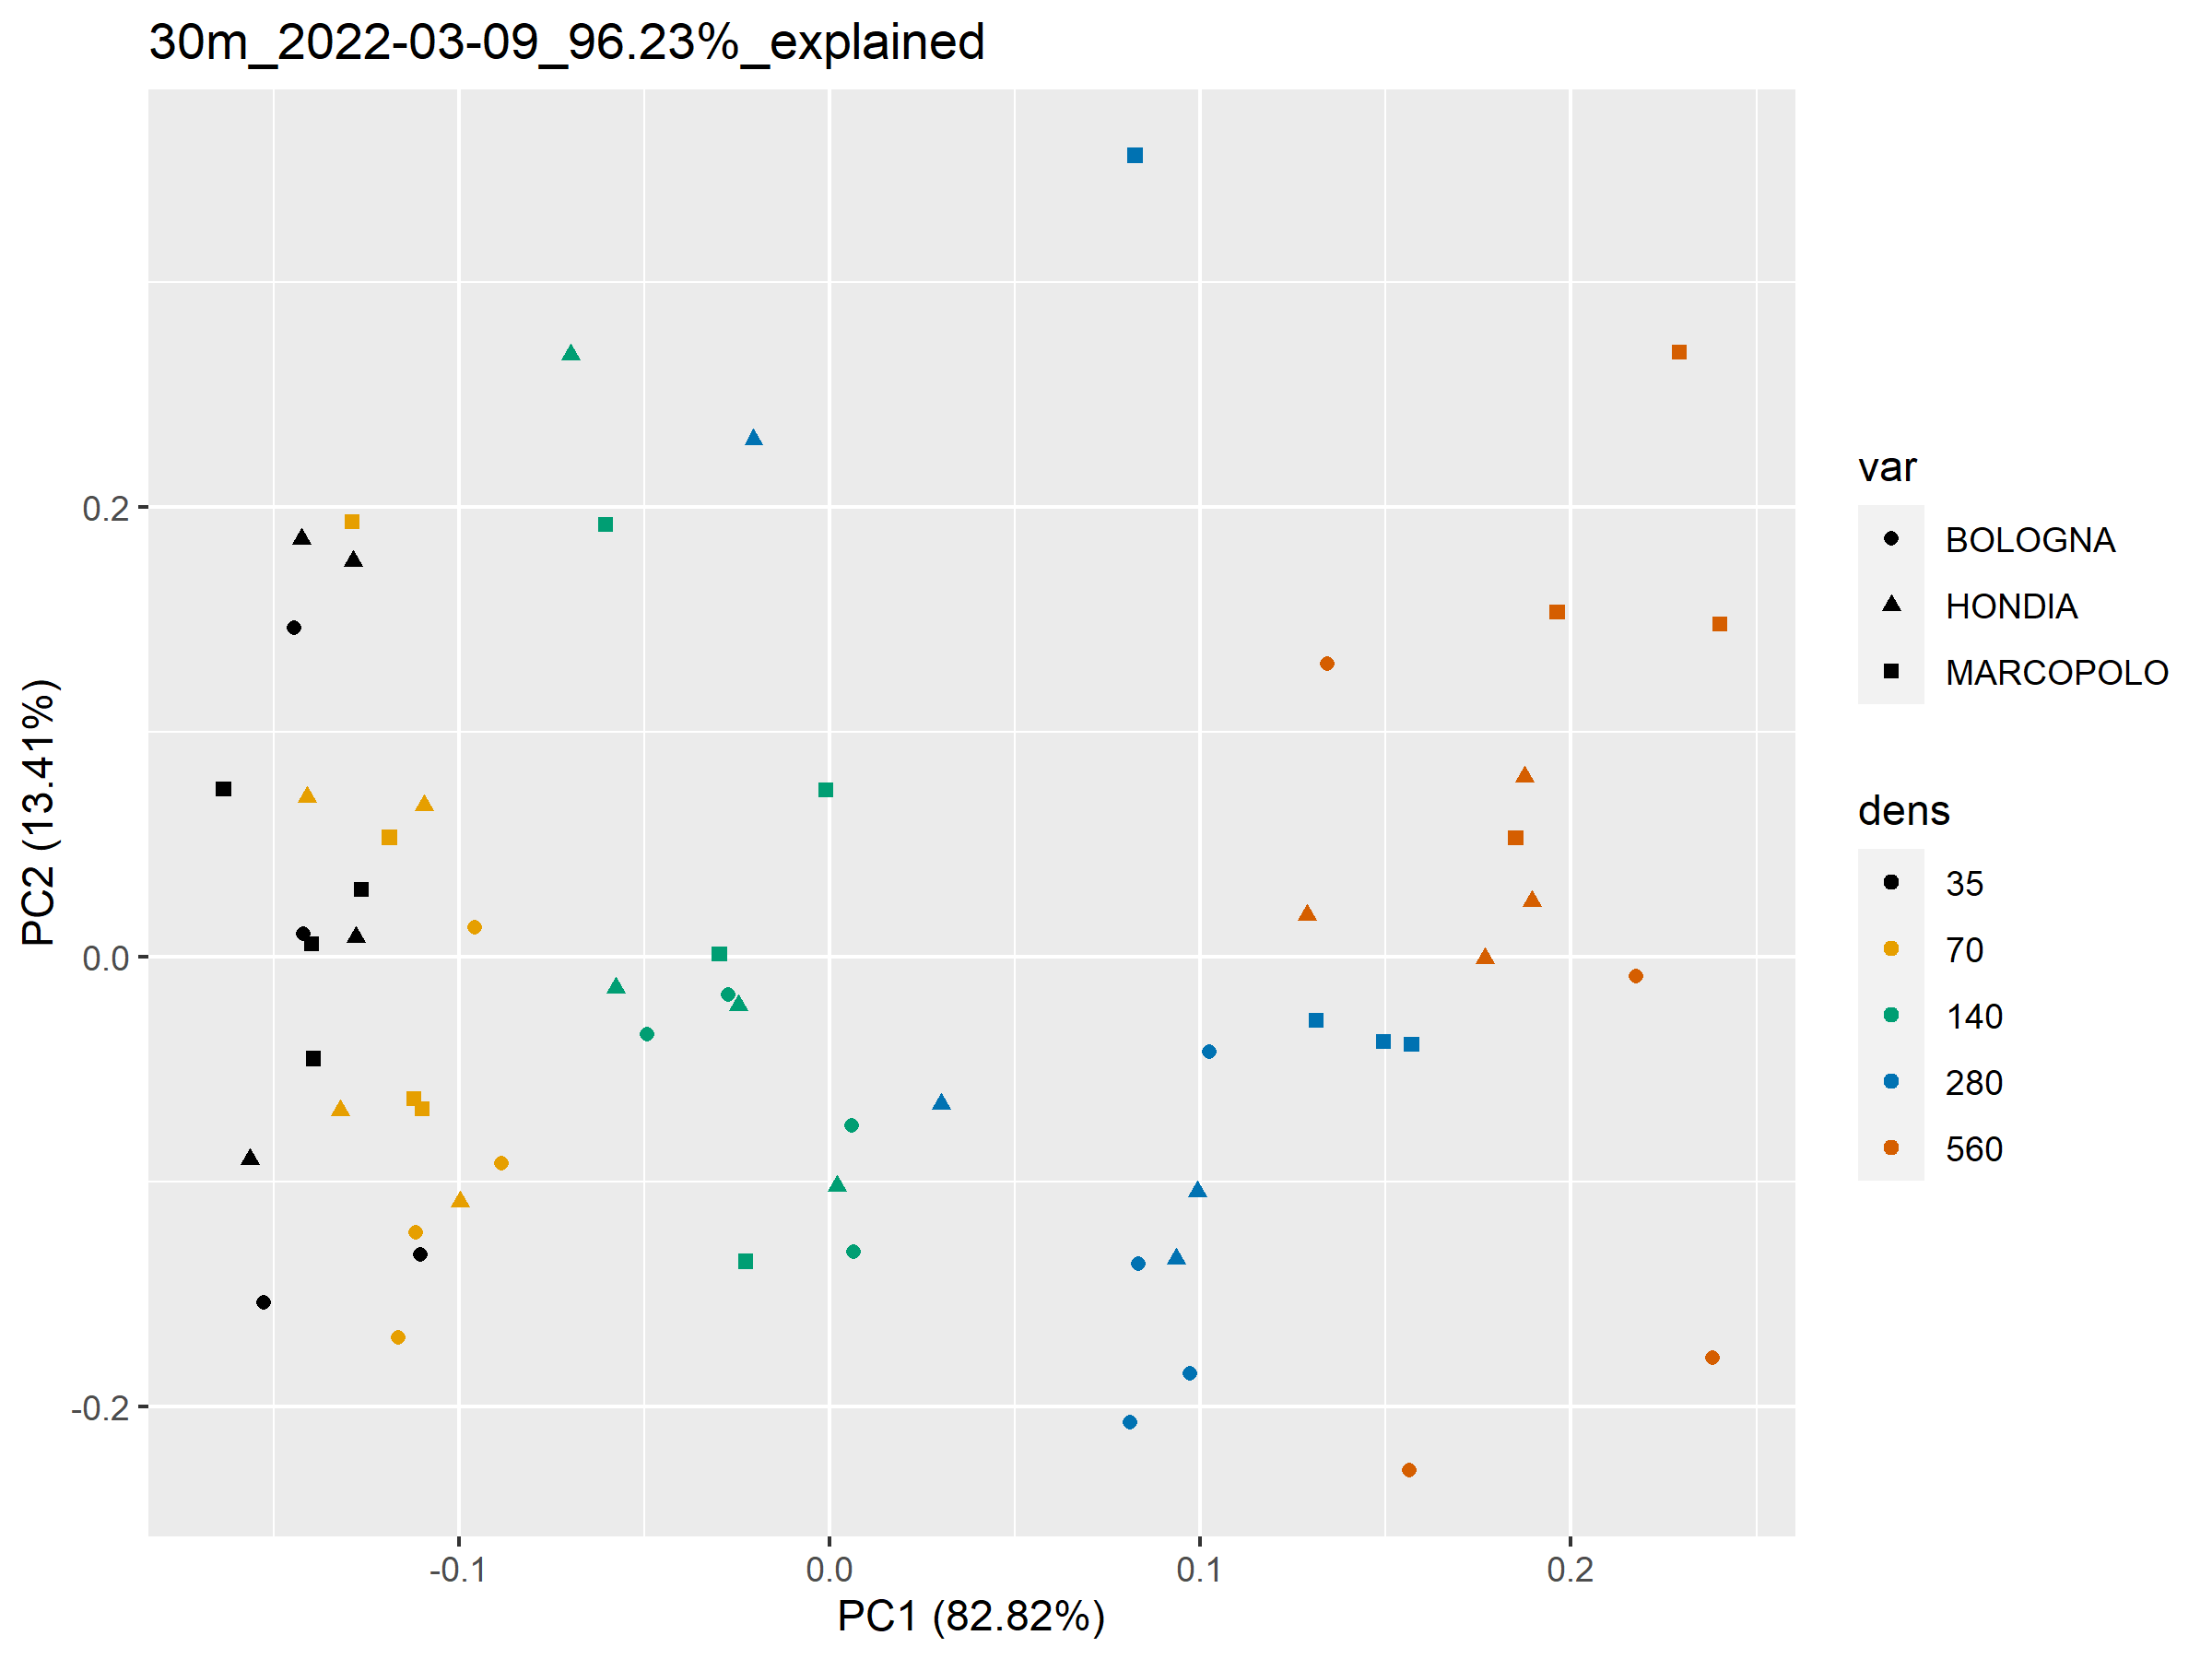 30m_2022-03-09_96.23%_explained
PC2 (13.41%)
0.2
0.0
-0.2
-0.1
0.0
0.1
0.2
PC1 (82.82%)
var
BOLOGNA
HONDIA
MARCOPOLO
dens
35
70
140
280
560